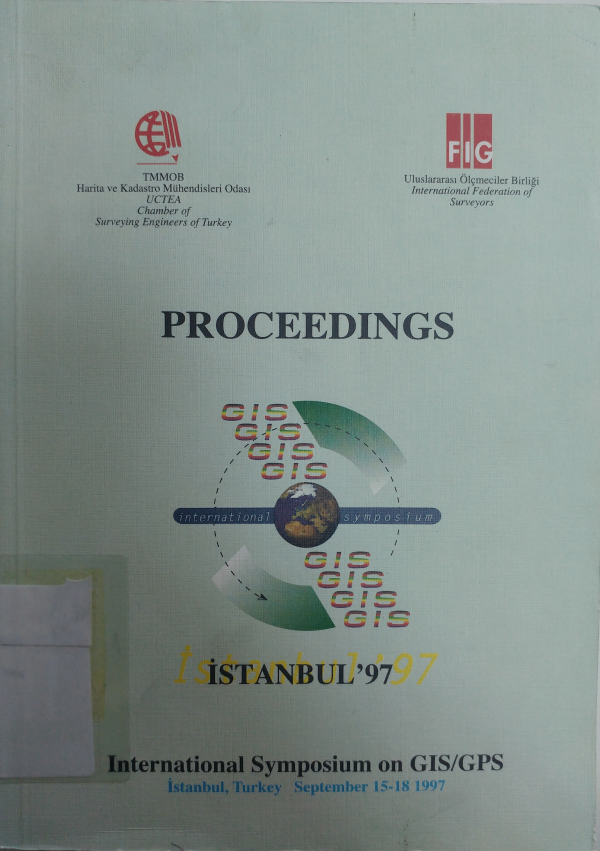 TMMOB
Harita ve Kadastro Mühendisleri Odası
UCTEA
Chamber of
Surveying Engineers of Turkey
FIG
Uluslararası Ölçmeciler Birliği
International Federation of
Surveyors
PROCEEDINGS
GIS
GIS
GIS
GIS
international symposium
GIS
GIS
GIS
GIS
Istanbul'97
İSTANBUL'97
International Symposium on GIS/GPS
İstanbul, Turkey September 15-18 1997